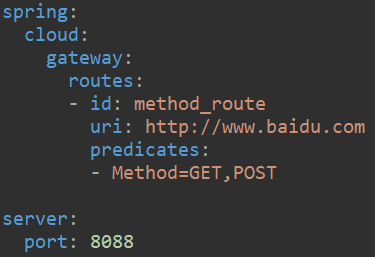 spring:
  cloud:
    gateway:
      routes:
      - id: method_route
        uri: http://www.baidu.com
        predicates:
        - Method=GET,POST

server:
  port: 8088